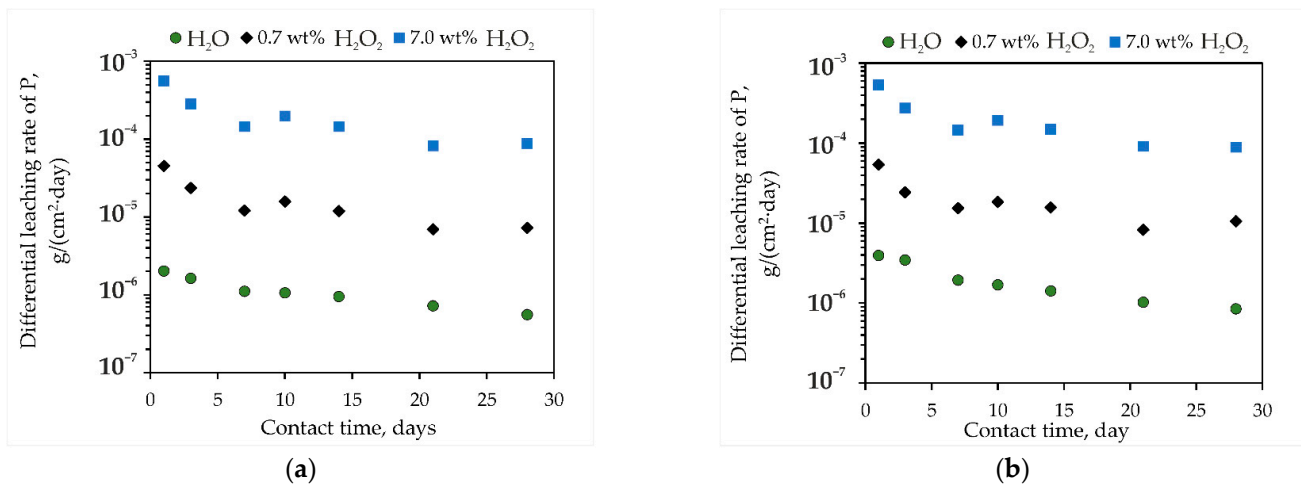 H₂O 0.7 wt% H₂O₂ 7.0 wt% H₂O₂
Differential leaching rate of P,
g/(cm²·day)
10⁻³
10⁻⁴
10⁻⁵
10⁻⁶
10⁻⁷
0 5 10 15 20 25 30
Contact time, days
(a)
H₂O 0.7 wt% H₂O₂ 7.0 wt% H₂O₂
Differential leaching rate of P,
g/(cm²·day)
10⁻³
10⁻⁴
10⁻⁵
10⁻⁶
10⁻⁷
0 5 10 15 20 25 30
Contact time, day
(b)